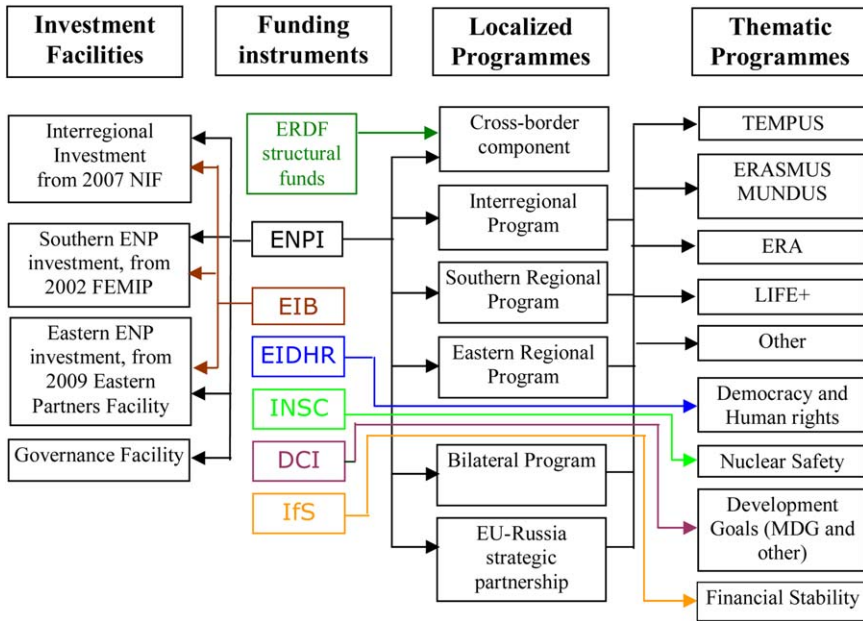 Investment
Facilities
Funding
instruments
Localized
Programmes
Thematic
Programmes
Interregional
Investment
from 2007 NIF
Southern ENP
investment, from
2002 FEMIP
Eastern ENP
investment, from
2009 Eastern
Partners Facility
Governance Facility
ERDF
structural
funds
ENPI
EIB
EIDHR
INSC
DCI
IfS
Cross-border
component
Interregional
Program
Southern Regional
Program
Eastern Regional
Program
Bilateral Program
EU-Russia
strategic
partnership
TEMPUS
ERASMUS
MUNDUS
ERA
LIFE+
Other
Democracy and
Human rights
Nuclear Safety
Development
Goals (MDG and
other)
Financial Stability